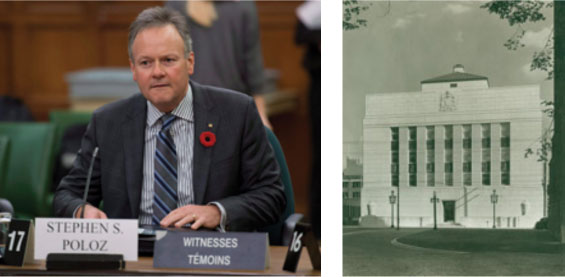 STEPHEN S.
POLOZ
WITNESSES
TÉMOINS
17
16